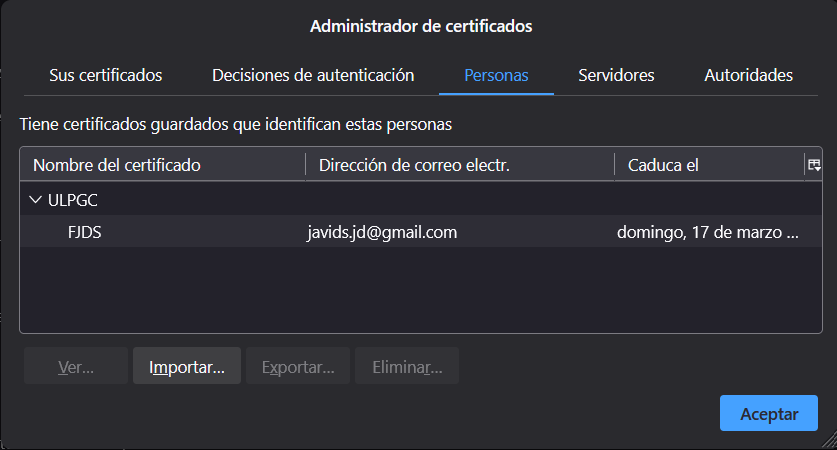 Administrador de certificados
Sus certificados Decisiones de autenticación Personas Servidores Autoridades
Tiene certificados guardados que identifican estas personas
Nombre del certificado Dirección de correo electr. Caduca el
ULPGC
FJDS javids.jd@gmail.com domingo, 17 de marzo ...
Ver... Importar... Exportar... Eliminar...
Aceptar